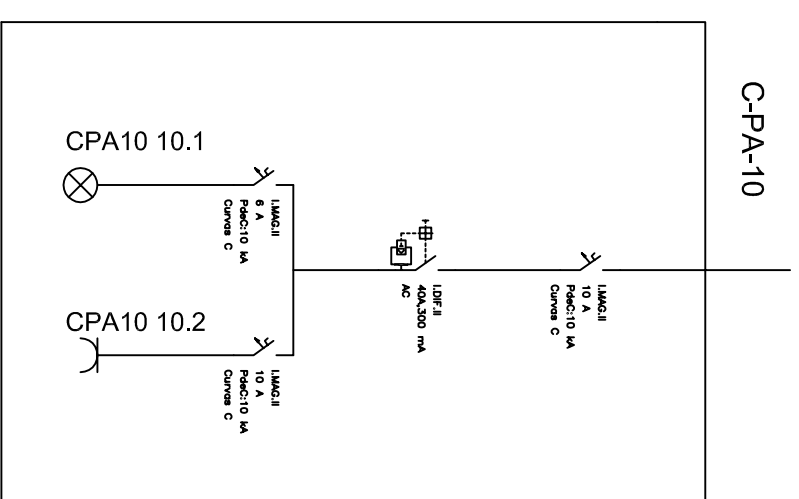 C-PA-10
CPA10 10.1
I.MAG.II
6 A
PdeC:10 kA
Curvas C
I.DIF.II
40A,300 mA
AC
I.MAG.II
10 A
PdeC:10 kA
Curvas C
CPA10 10.2
I.MAG.II
10 A
PdeC:10 kA
Curvas C